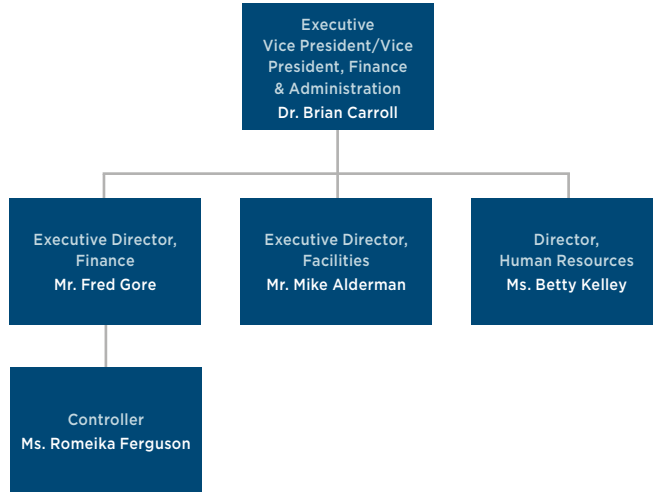 Executive
Vice President/Vice
President, Finance
& Administration
Dr. Brian Carroll
Executive Director,
Finance
Mr. Fred Gore
Executive Director,
Facilities
Mr. Mike Alderman
Director,
Human Resources
Ms. Betty Kelley
Controller
Ms. Romeika Ferguson